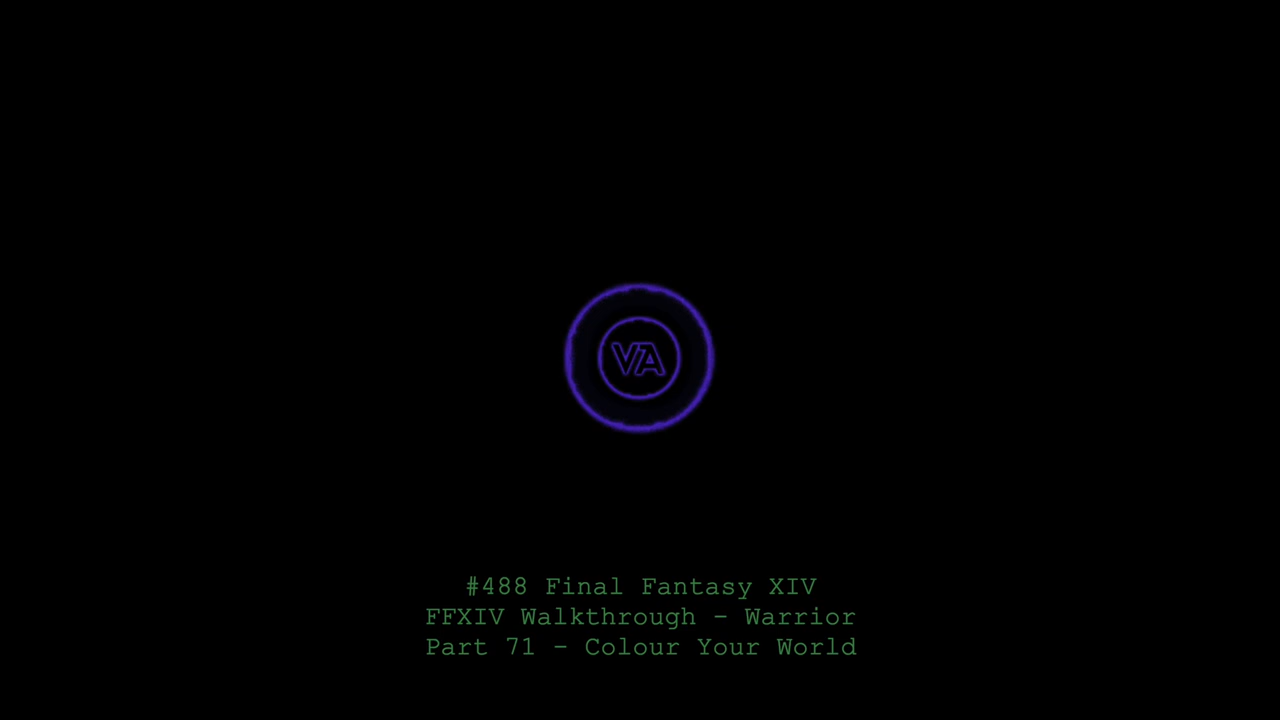 VA
#488 Final Fantasy XIV
FFXIV Walkthrough - Warrior
Part 71 - Colour Your World